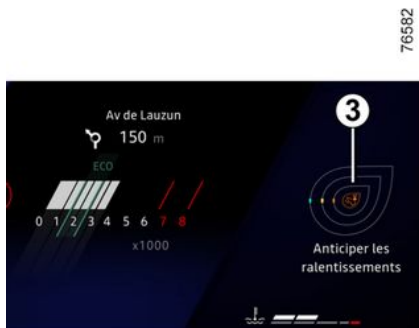 76582
Av de Lauzun
150 m
ECO
3
0 1 2 3 4 5 6 7 8
x1000
Anticiper les
ralentissements